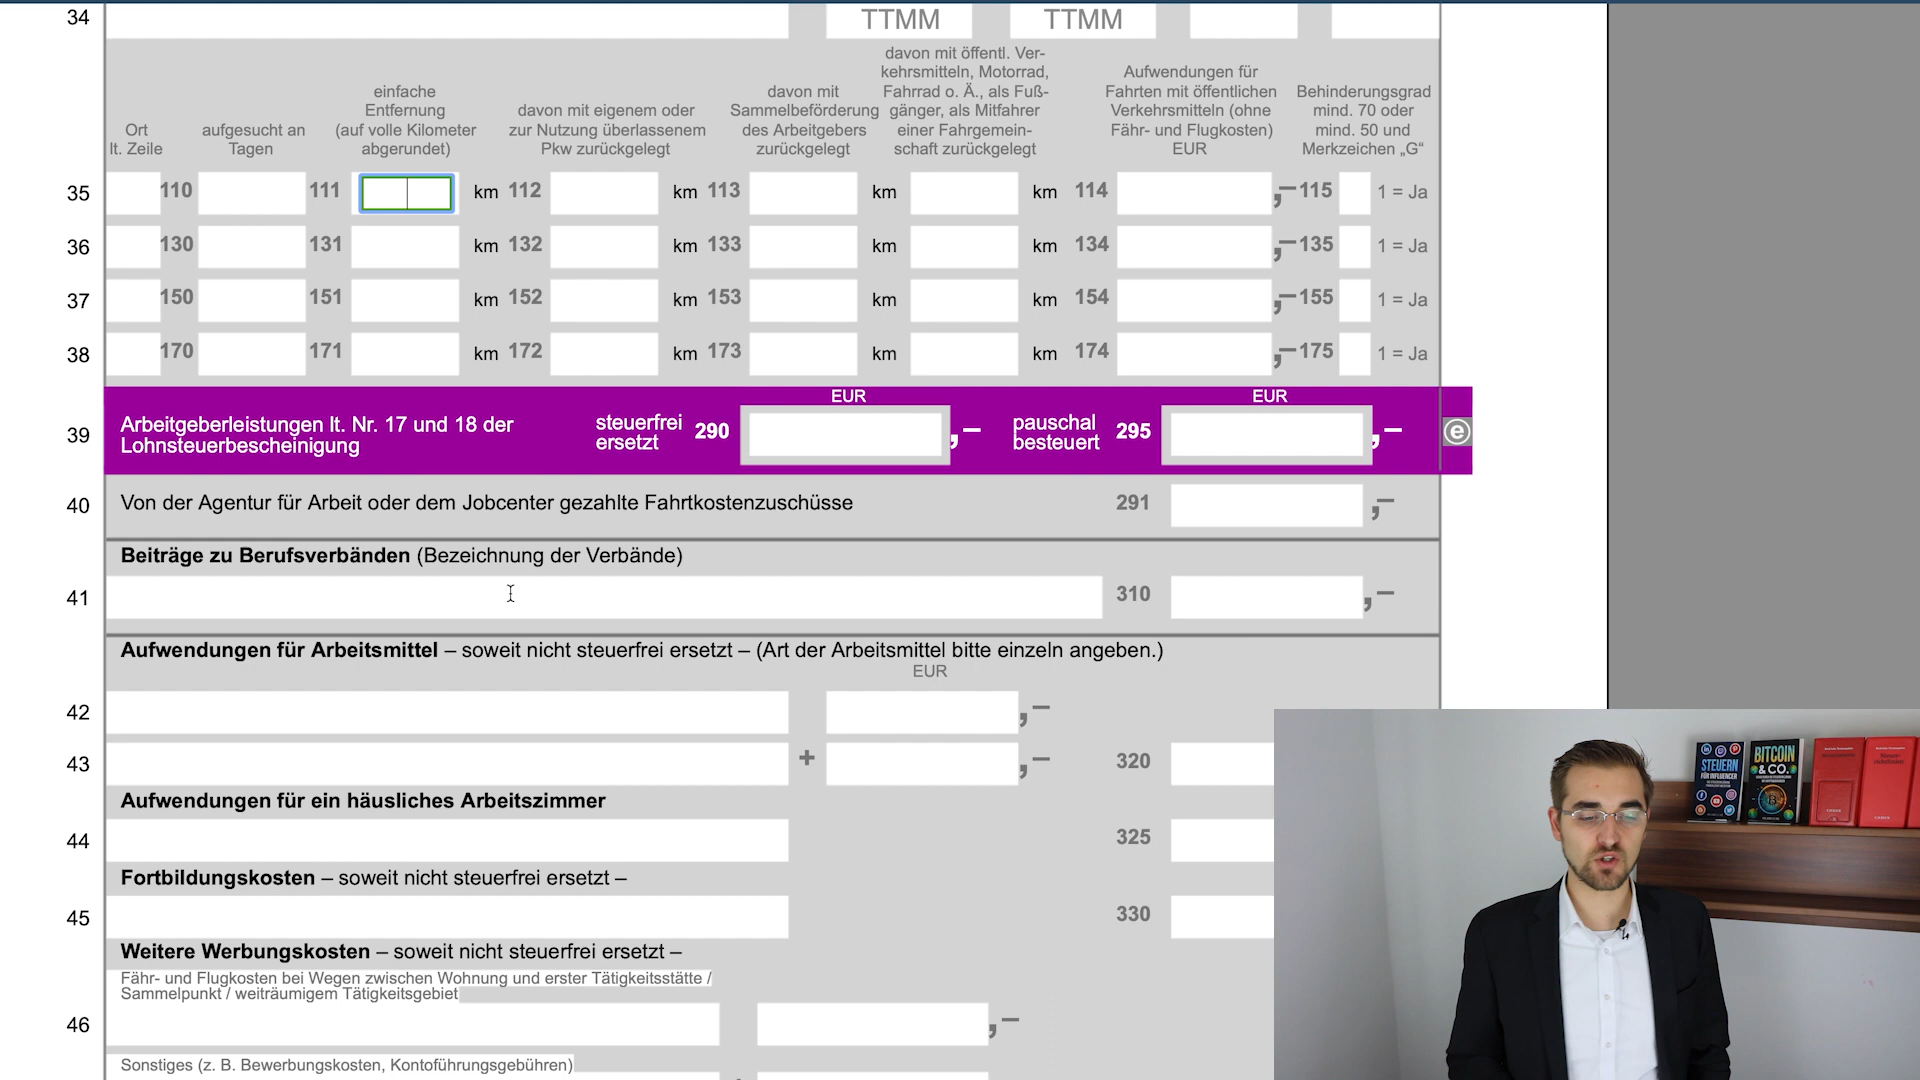 34 TTMM TTMM
Ort
lt. Zeile
aufgesucht an
Tagen
einfache
Entfernung
(auf volle Kilometer
abgerundet)
davon mit eigenem oder
zur Nutzung überlassenem
Pkw zurückgelegt
davon mit
Sammelbeförderung
des Arbeitgebers
zurückgelegt
davon mit öffentl. Ver-
kehrsmitteln, Motorrad,
Fahrrad o. Ä., als Fuß-
gänger, als Mitfahrer
einer Fahrgemein-
schaft zurückgelegt
Aufwendungen für
Fahrten mit öffentlichen
Verkehrsmitteln (ohne
Fähr- und Flugkosten)
EUR
Behinderungsgrad
mind. 70 oder
mind. 50 und
Merkzeichen „G“
35 110 111 km 112 km 113 km km 114 ,– 115 1 = Ja
36 130 131 km 132 km 133 km km 134 ,– 135 1 = Ja
37 150 151 km 152 km 153 km km 154 ,– 155 1 = Ja
38 170 171 km 172 km 173 km km 174 ,– 175 1 = Ja
39
Arbeitgeberleistungen lt. Nr. 17 und 18 der
Lohnsteuerbescheinigung
steuerfrei
ersetzt
290
EUR
,–
pauschal
besteuert
295
EUR
,–
e
40 Von der Agentur für Arbeit oder dem Jobcenter gezahlte Fahrtkostenzuschüsse 291 ,–
Beiträge zu Berufsverbänden (Bezeichnung der Verbände)
41 310 ,–
Aufwendungen für Arbeitsmittel – soweit nicht steuerfrei ersetzt – (Art der Arbeitsmittel bitte einzeln angeben.)
EUR
42 ,–
43 + ,– 320
Aufwendungen für ein häusliches Arbeitszimmer
44 325
Fortbildungskosten – soweit nicht steuerfrei ersetzt –
45 330
Weitere Werbungskosten – soweit nicht steuerfrei ersetzt –
Fähr- und Flugkosten bei Wegen zwischen Wohnung und erster Tätigkeitsstätte /
Sammelpunkt / weiträumigem Tätigkeitsgebiet
46 ,–
Sonstiges (z. B. Bewerbungskosten, Kontoführungsgebühren)
STEUERN
FÜR INFLUENCER
BITCOIN
& CO.